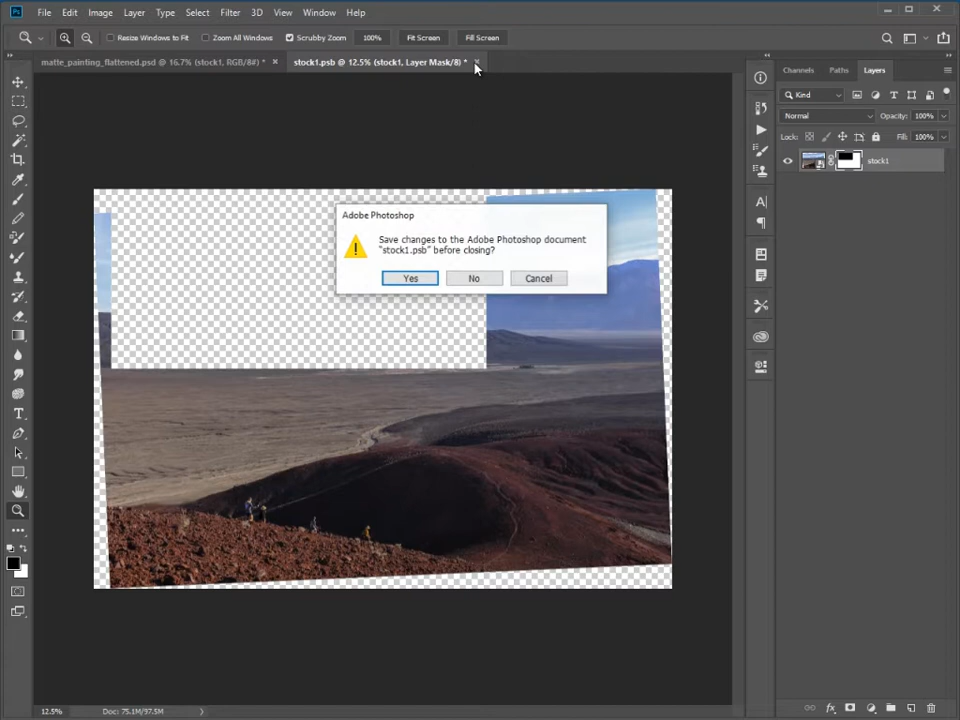 Ps File Edit Image Layer Type Select Filter 3D View Window Help
Resize Windows to Fit Zoom All Windows Scrubby Zoom 100% Fit Screen Fill Screen
matte_painting_flattened.psd @ 16.7% (stock1, RGB/8#) * × stock1.psb @ 12.5% (stock1, Layer Mask/8) * ×
Channels Paths Layers
Kind
Normal Opacity: 100%
Lock: Fill: 100%
stock1
Adobe Photoshop
Save changes to the Adobe Photoshop document
"stock1.psb" before closing?
Yes No Cancel
12.5% Doc: 75.1M/97.5M